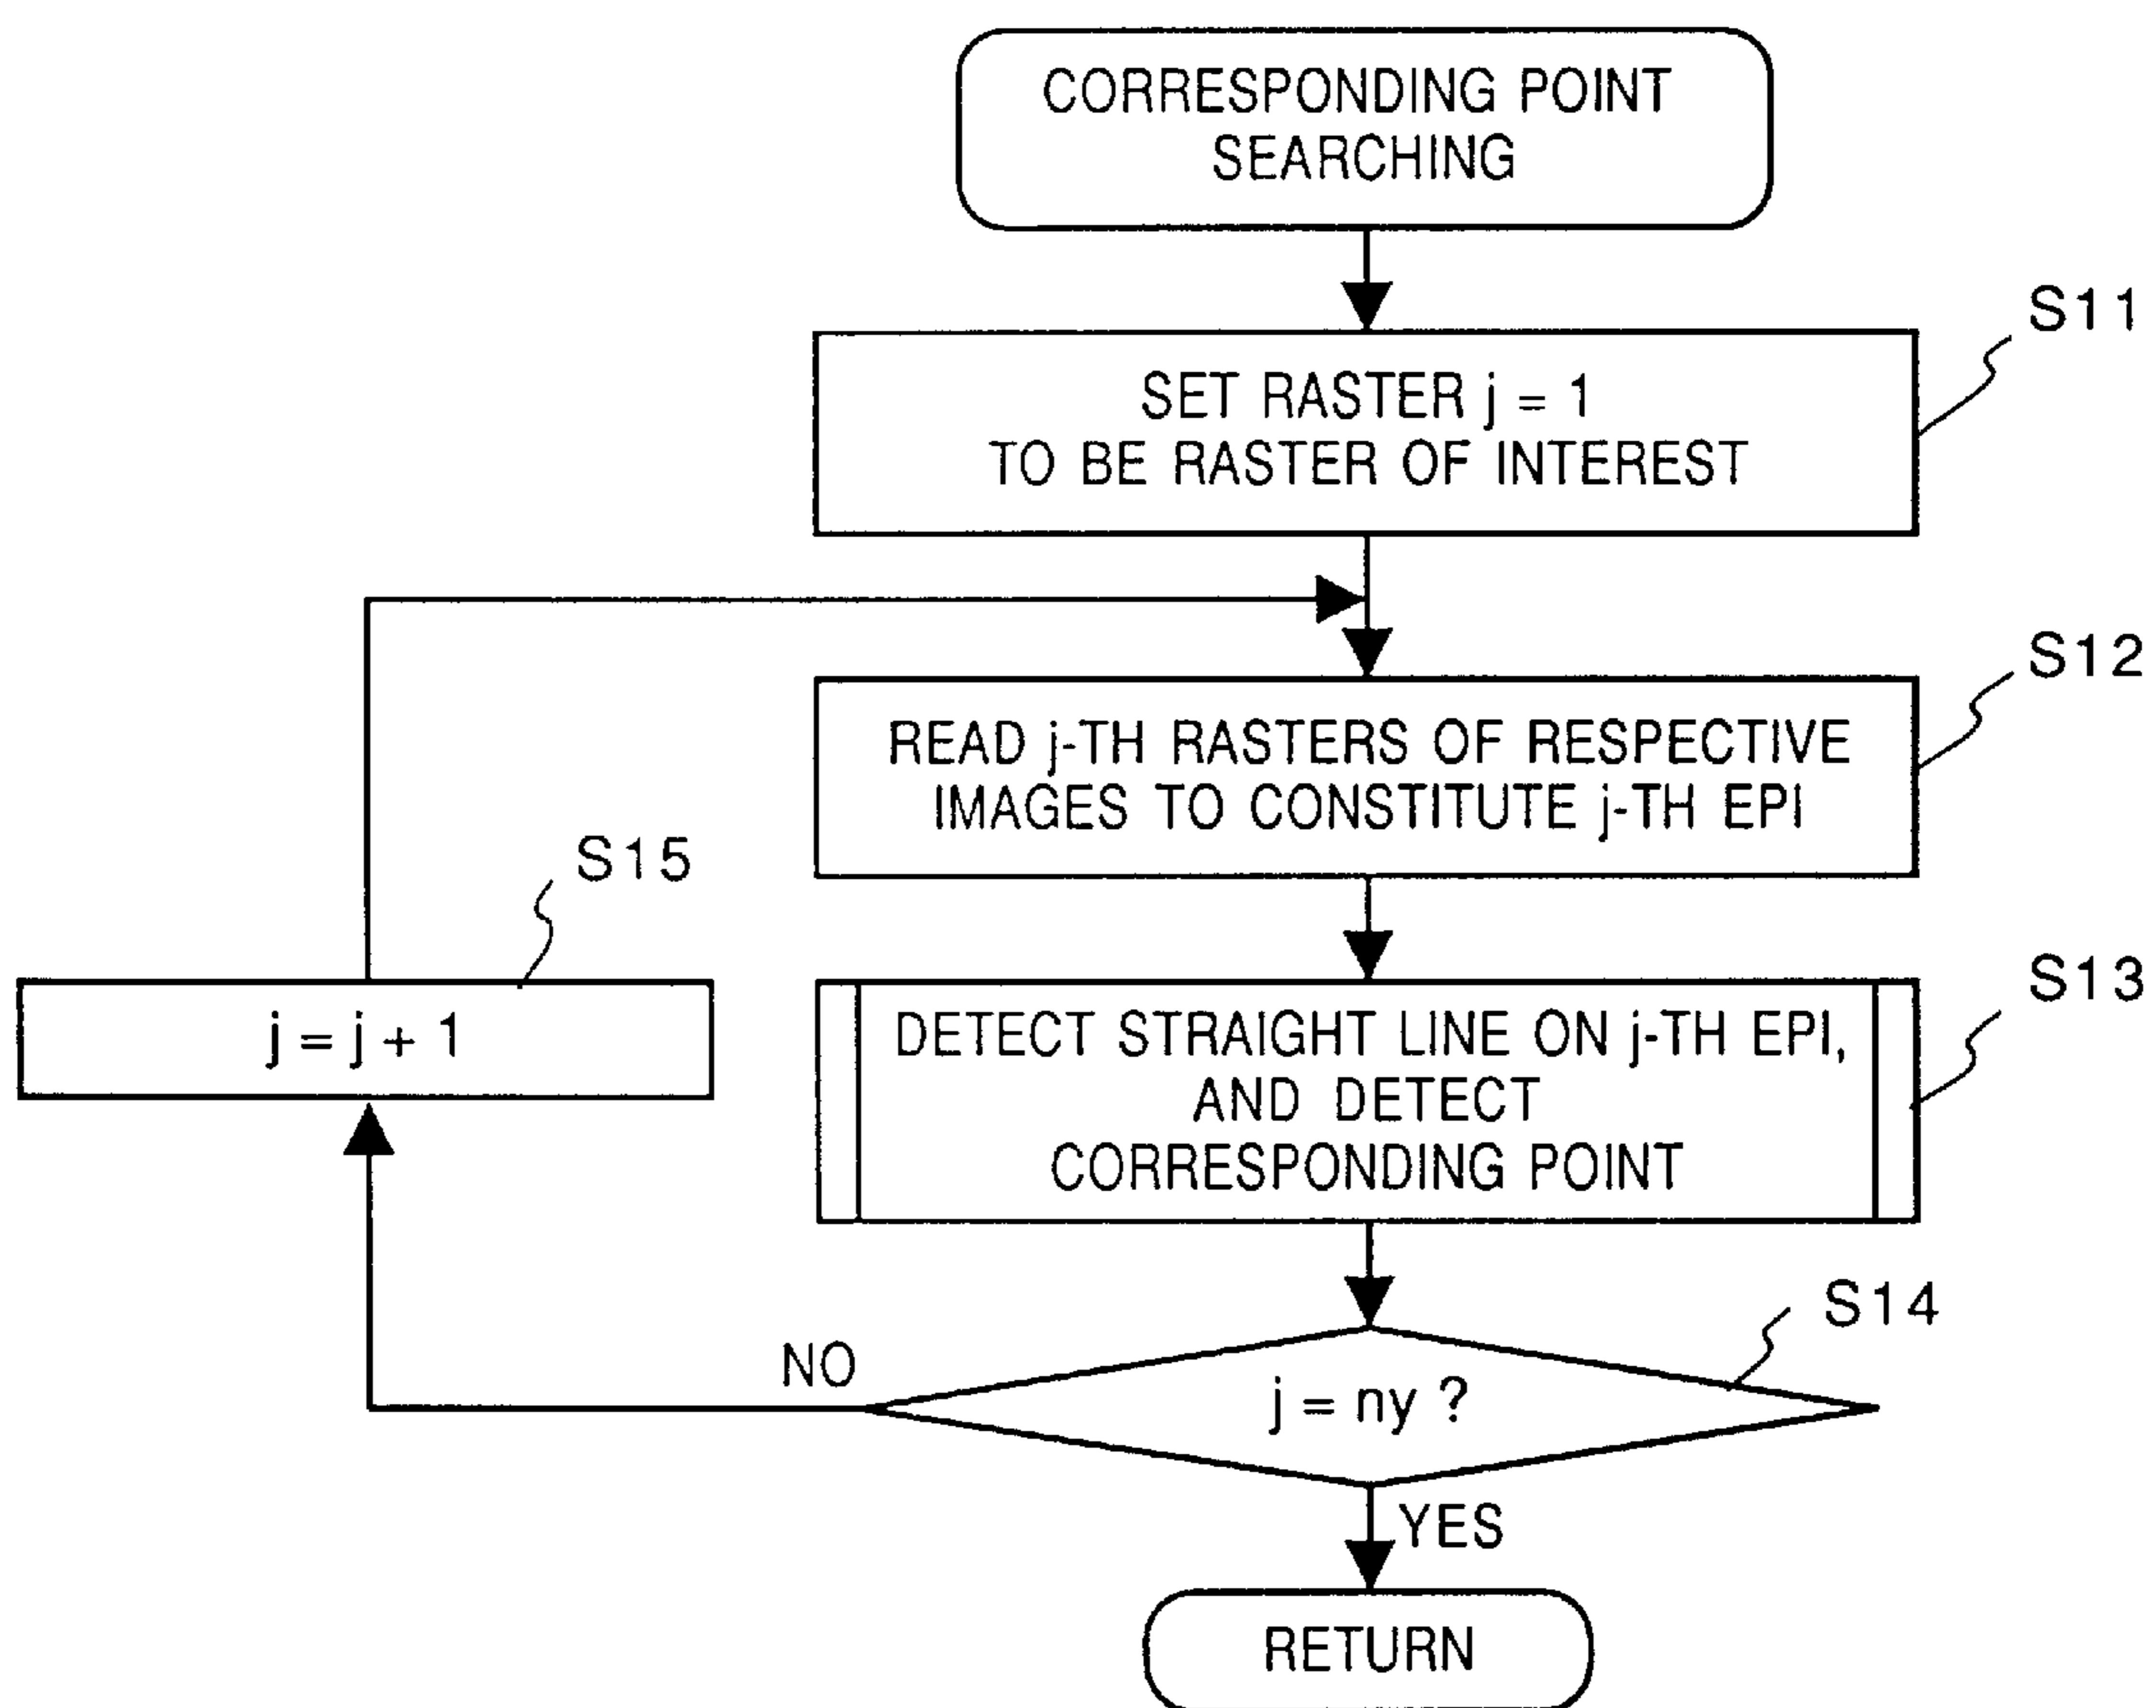 CORRESPONDING POINT
SEARCHING
S11
SET RASTER j = 1
TO BE RASTER OF INTEREST
S12
READ j-TH RASTERS OF RESPECTIVE
IMAGES TO CONSTITUTE j-TH EPI
S15
j = j + 1
S13
DETECT STRAIGHT LINE ON j-TH EPI,
AND DETECT
CORRESPONDING POINT
S14
NO
j = ny ?
YES
RETURN